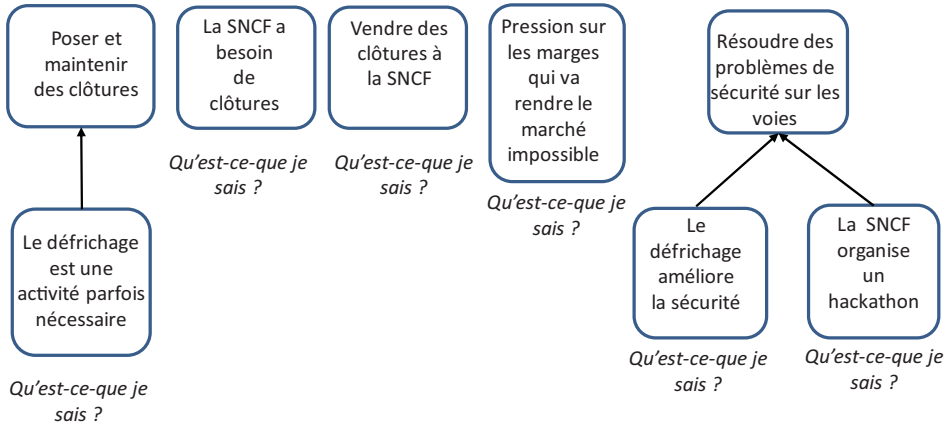 Poser et
maintenir
des clôtures
La SNCF a
besoin
de
clôtures
Vendre des
clôtures à
la SNCF
Pression sur
les marges
qui va
rendre le
marché
impossible
Résoudre des
problèmes de
sécurité sur les
voies
Qu’est-ce-que je
sais ?
Qu’est-ce-que je
sais ?
Qu’est-ce-que je
sais ?
Le défrichage
est une
activité parfois
nécessaire
Le
défrichage
améliore
la sécurité
La SNCF
organise
un
hackathon
Qu’est-ce-que je
sais ?
Qu’est-ce-que je
sais ?
Qu’est-ce-que je
sais ?